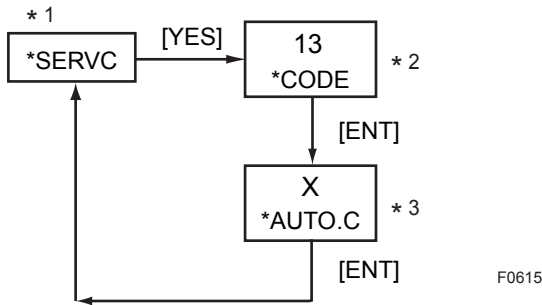 * 1
*SERVC
[YES]
13
*CODE
* 2
[ENT]
X
*AUTO.C
* 3
[ENT]
F0615